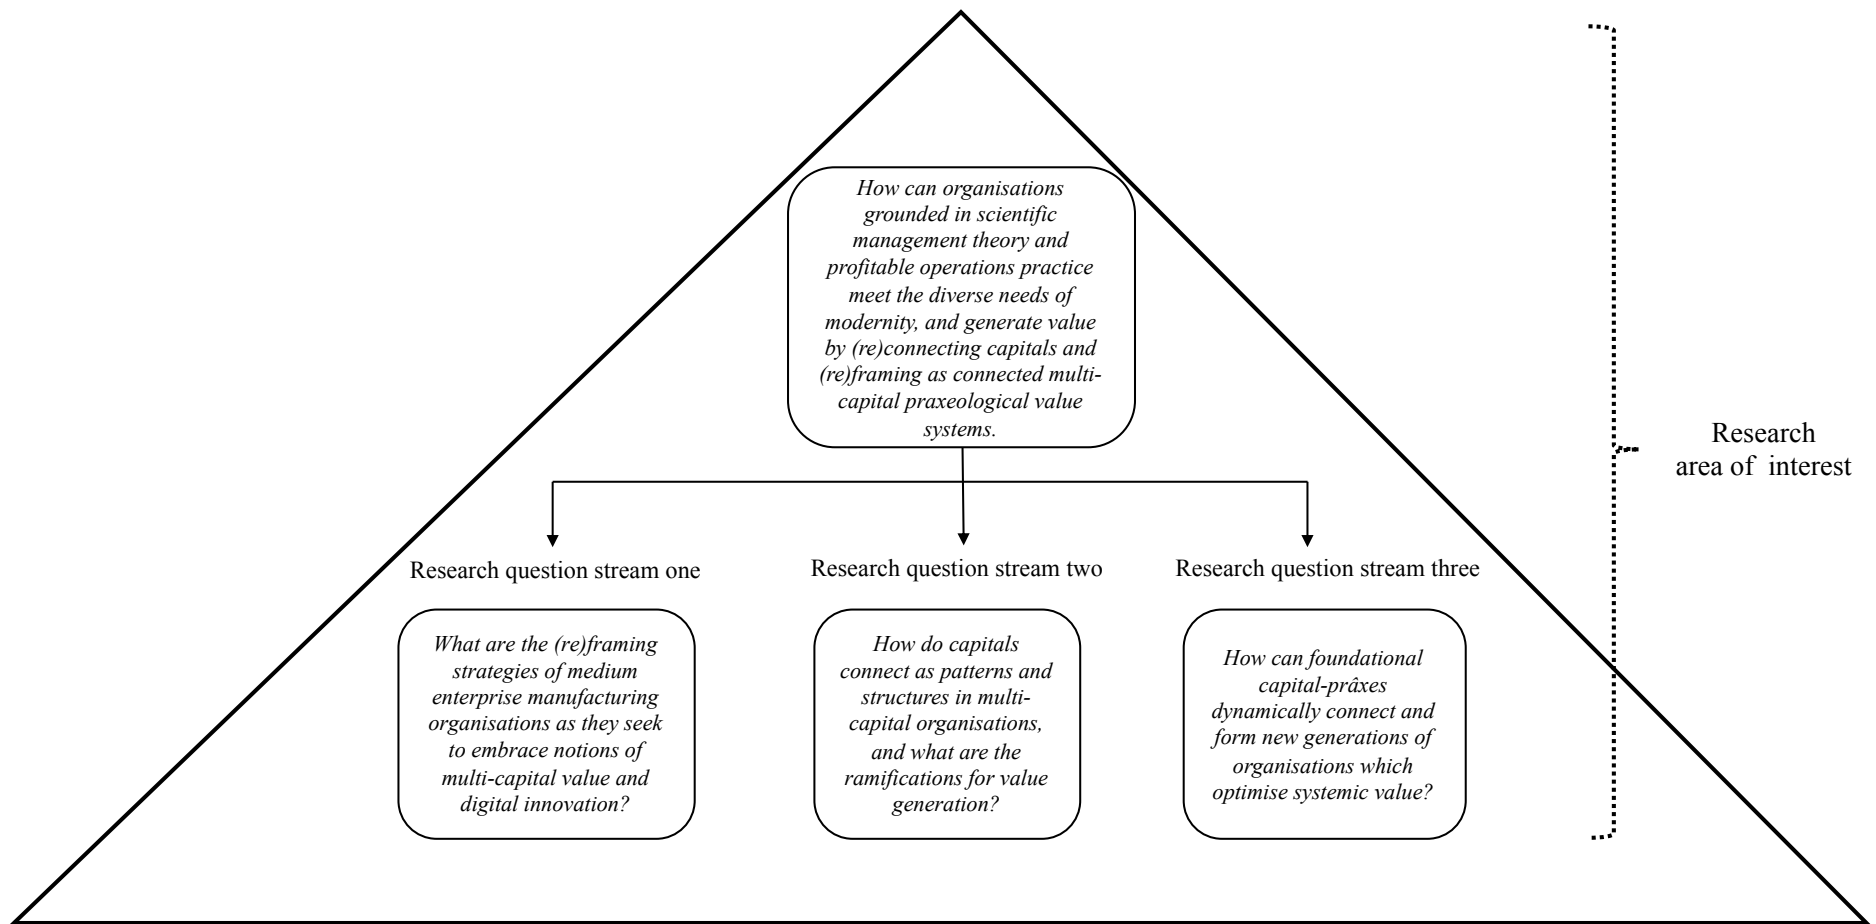 How can organisations
grounded in scientific
management theory and
profitable operations practice
meet the diverse needs of
modernity, and generate value
by (re)connecting capitals and
(re)framing as connected multi-
capital praxeological value
systems.
Research
area of interest
Research question stream one
Research question stream two
Research question stream three
What are the (re)framing
strategies of medium
enterprise manufacturing
organisations as they seek
to embrace notions of
multi-capital value and
digital innovation?
How do capitals
connect as patterns and
structures in multi-
capital organisations,
and what are the
ramifications for value
generation?
How can foundational
capital-prâxes
dynamically connect and
form new generations of
organisations which
optimise systemic value?